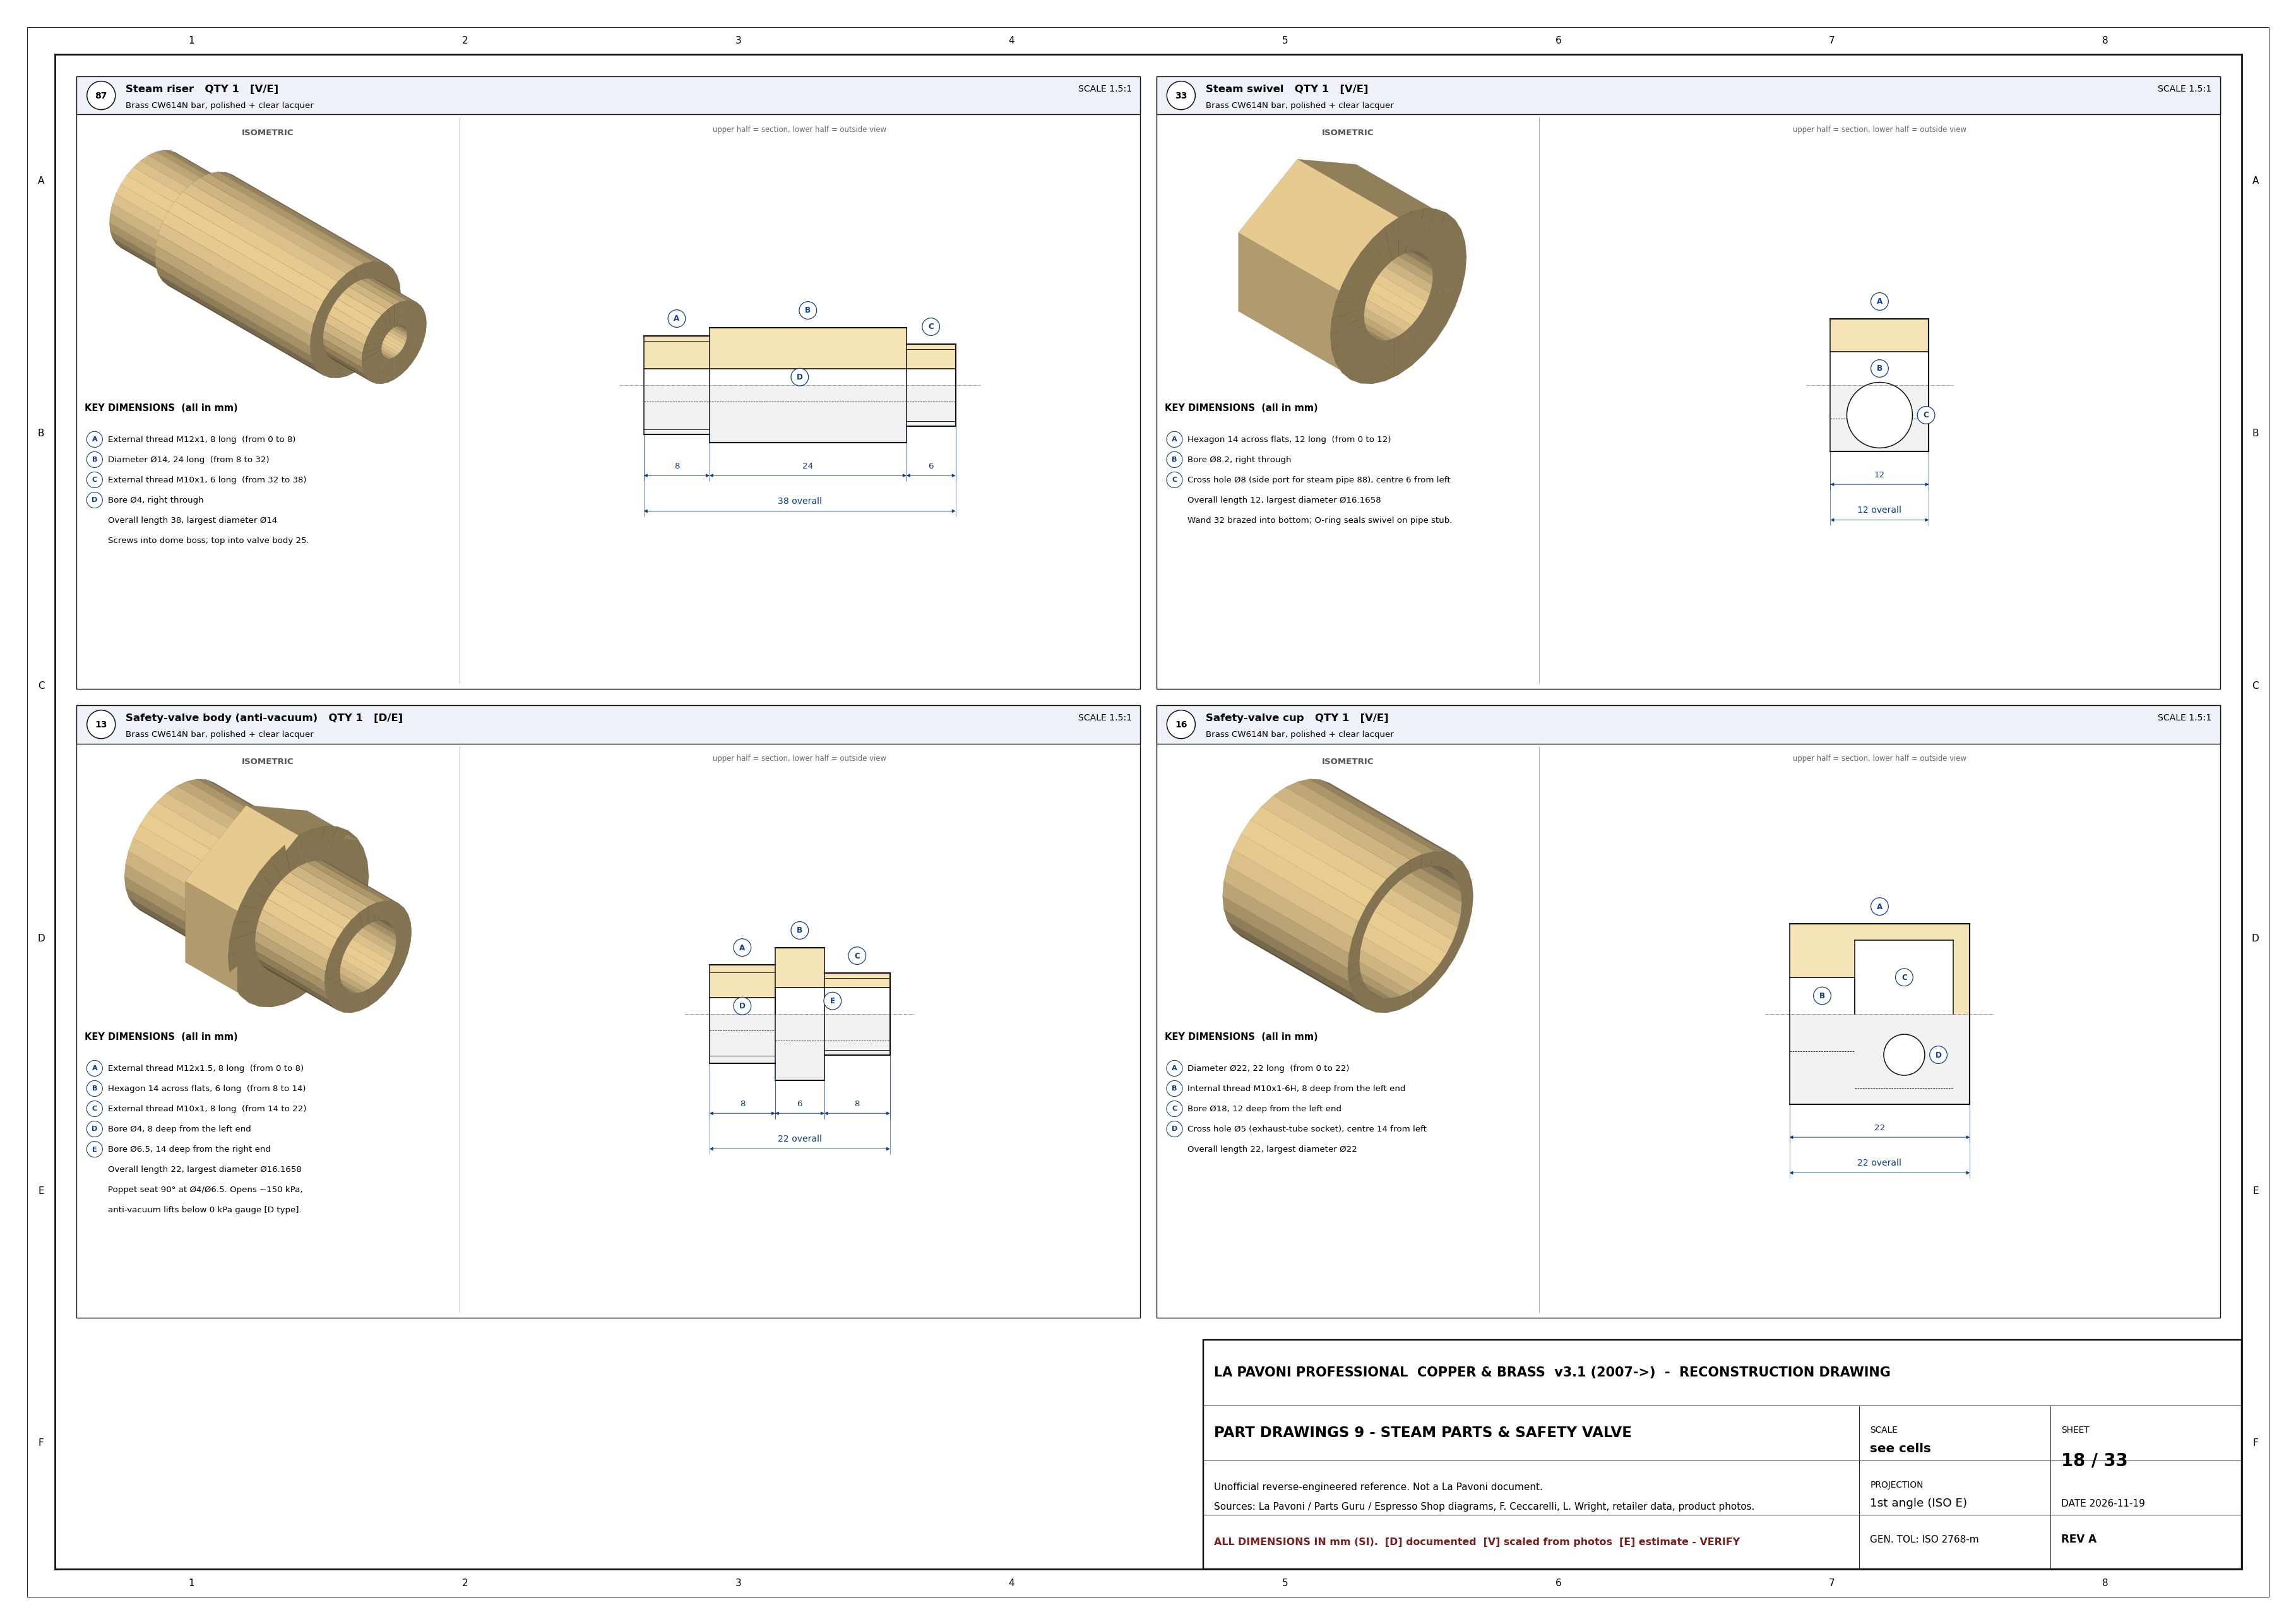 1 2 3 4 5 6 7 8
A
B
C
D
E
F
A
B
C
D
E
F
87
Steam riser QTY 1 [V/E]
SCALE 1.5:1
Brass CW614N bar, polished + clear lacquer
ISOMETRIC
upper half = section, lower half = outside view
A
B
C
D
8
24
6
38 overall
KEY DIMENSIONS (all in mm)
A External thread M12x1, 8 long (from 0 to 8)
B Diameter Ø14, 24 long (from 8 to 32)
C External thread M10x1, 6 long (from 32 to 38)
D Bore Ø4, right through
Overall length 38, largest diameter Ø14
Screws into dome boss; top into valve body 25.
33
Steam swivel QTY 1 [V/E]
SCALE 1.5:1
Brass CW614N bar, polished + clear lacquer
ISOMETRIC
upper half = section, lower half = outside view
A
B
C
12
12 overall
KEY DIMENSIONS (all in mm)
A Hexagon 14 across flats, 12 long (from 0 to 12)
B Bore Ø8.2, right through
C Cross hole Ø8 (side port for steam pipe 88), centre 6 from left
Overall length 12, largest diameter Ø16.1658
Wand 32 brazed into bottom; O-ring seals swivel on pipe stub.
13
Safety-valve body (anti-vacuum) QTY 1 [D/E]
SCALE 1.5:1
Brass CW614N bar, polished + clear lacquer
ISOMETRIC
upper half = section, lower half = outside view
A
B
C
D
E
8
6
8
22 overall
KEY DIMENSIONS (all in mm)
A External thread M12x1.5, 8 long (from 0 to 8)
B Hexagon 14 across flats, 6 long (from 8 to 14)
C External thread M10x1, 8 long (from 14 to 22)
D Bore Ø4, 8 deep from the left end
E Bore Ø6.5, 14 deep from the right end
Overall length 22, largest diameter Ø16.1658
Poppet seat 90° at Ø4/Ø6.5. Opens ~150 kPa,
anti-vacuum lifts below 0 kPa gauge [D type].
16
Safety-valve cup QTY 1 [V/E]
SCALE 1.5:1
Brass CW614N bar, polished + clear lacquer
ISOMETRIC
upper half = section, lower half = outside view
A
B
C
D
22
22 overall
KEY DIMENSIONS (all in mm)
A Diameter Ø22, 22 long (from 0 to 22)
B Internal thread M10x1-6H, 8 deep from the left end
C Bore Ø18, 12 deep from the left end
D Cross hole Ø5 (exhaust-tube socket), centre 14 from left
Overall length 22, largest diameter Ø22
LA PAVONI PROFESSIONAL COPPER & BRASS v3.1 (2007->) - RECONSTRUCTION DRAWING
PART DRAWINGS 9 - STEAM PARTS & SAFETY VALVE
SCALE
see cells
SHEET
18 / 33
Unofficial reverse-engineered reference. Not a La Pavoni document.
Sources: La Pavoni / Parts Guru / Espresso Shop diagrams, F. Ceccarelli, L. Wright, retailer data, product photos.
PROJECTION
1st angle (ISO E)
DATE 2026-11-19
ALL DIMENSIONS IN mm (SI). [D] documented [V] scaled from photos [E] estimate - VERIFY
GEN. TOL: ISO 2768-m
REV A
1 2 3 4 5 6 7 8